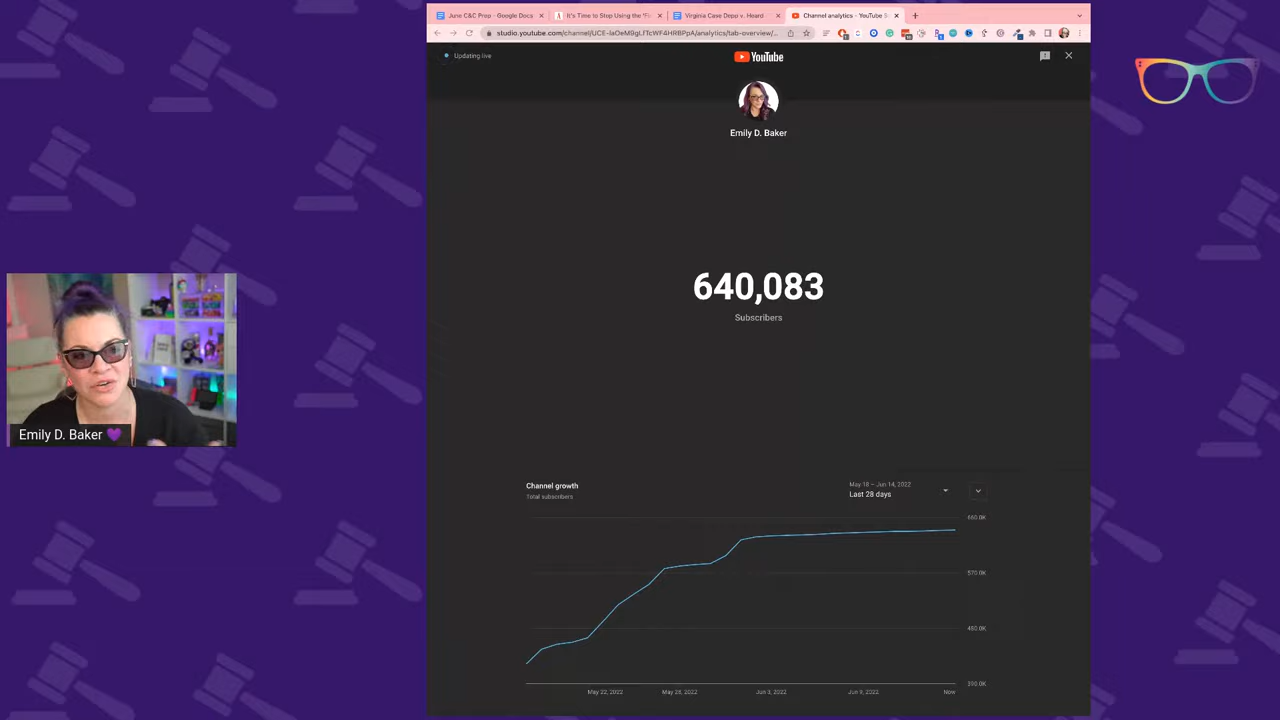 June C&C Prep - Google Docs
It's Time to Stop Using the 'Fa
Virginia Case Depp v. Heard
Channel analytics - YouTube S
studio.youtube.com/channel/
/analytics/tab-overview/...
Updating live
YouTube
Emily D. Baker
640,083
Subscribers
Emily D. Baker
Channel growth
Total subscribers
May 18 – Jun 14, 2022
Last 28 days
660.0K
570.0K
480.0K
390.0K
May 22, 2022
May 28, 2022
Jun 3, 2022
Jun 9, 2022
Now